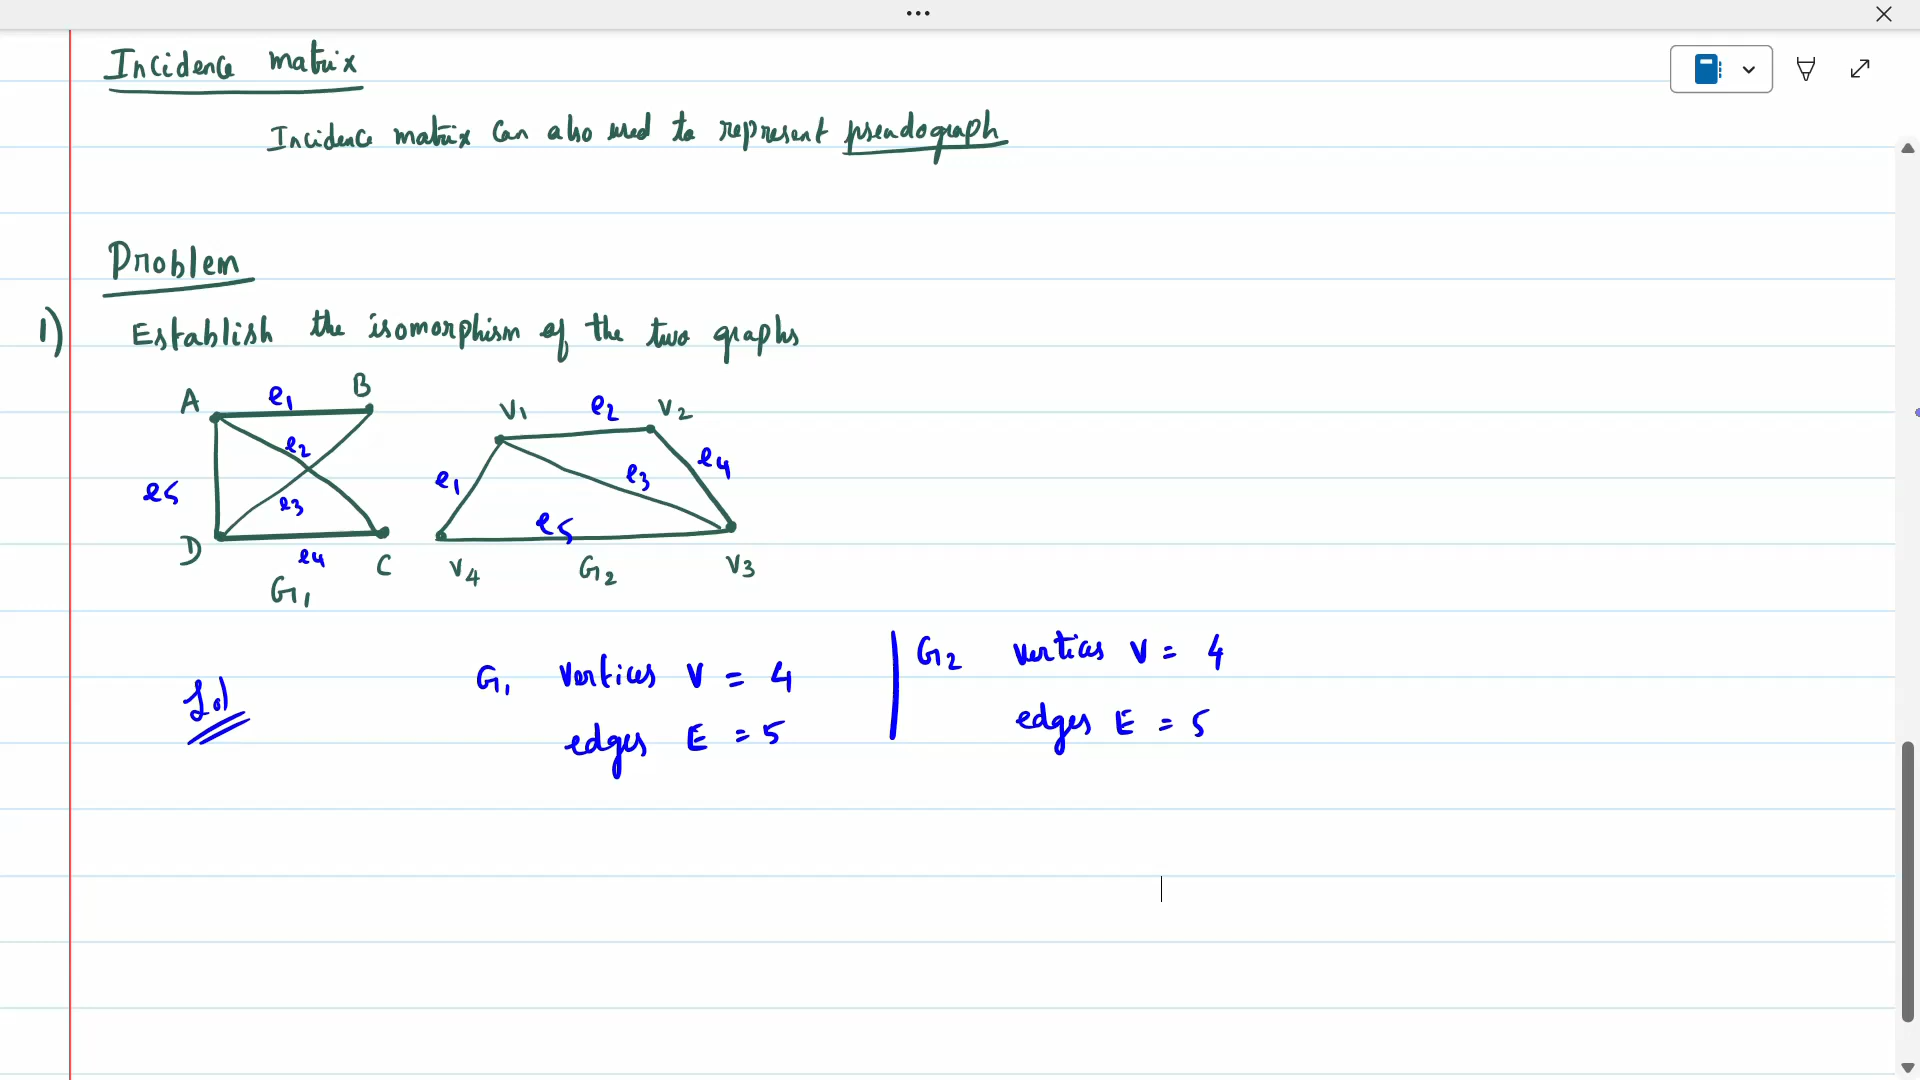 Incidence matrix
Incidence matrix can also used to represent pseudograph
Problem
1) Establish the isomorphism of the two graphs
A e1 B
V1 e2 V2
e2
e1 e3 e4
e5 e3
e5
D e4 C
V4 G2 V3
G1
Sol
G1 vertices V = 4
edges E = 5
G2 vertices V = 4
edges E = 5